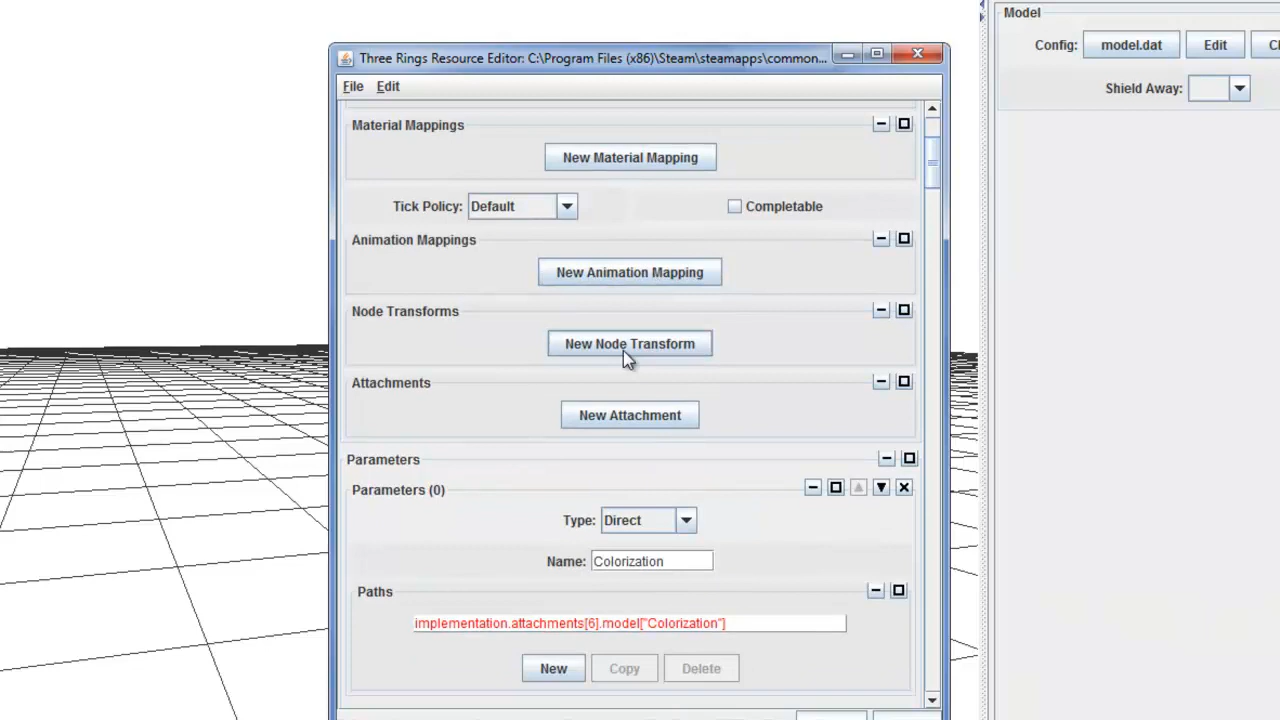 Three Rings Resource Editor: C:\Program Files (x86)\Steam\steamapps\common...
File Edit
Material Mappings
New Material Mapping
Tick Policy: Default Completable
Animation Mappings
New Animation Mapping
Node Transforms
New Node Transform
Attachments
New Attachment
Parameters
Parameters (0)
Type: Direct
Name: Colorization
Paths
implementation.attachments[6].model["Colorization"]
New Copy Delete
Model
Config: model.dat Edit
Shield Away: